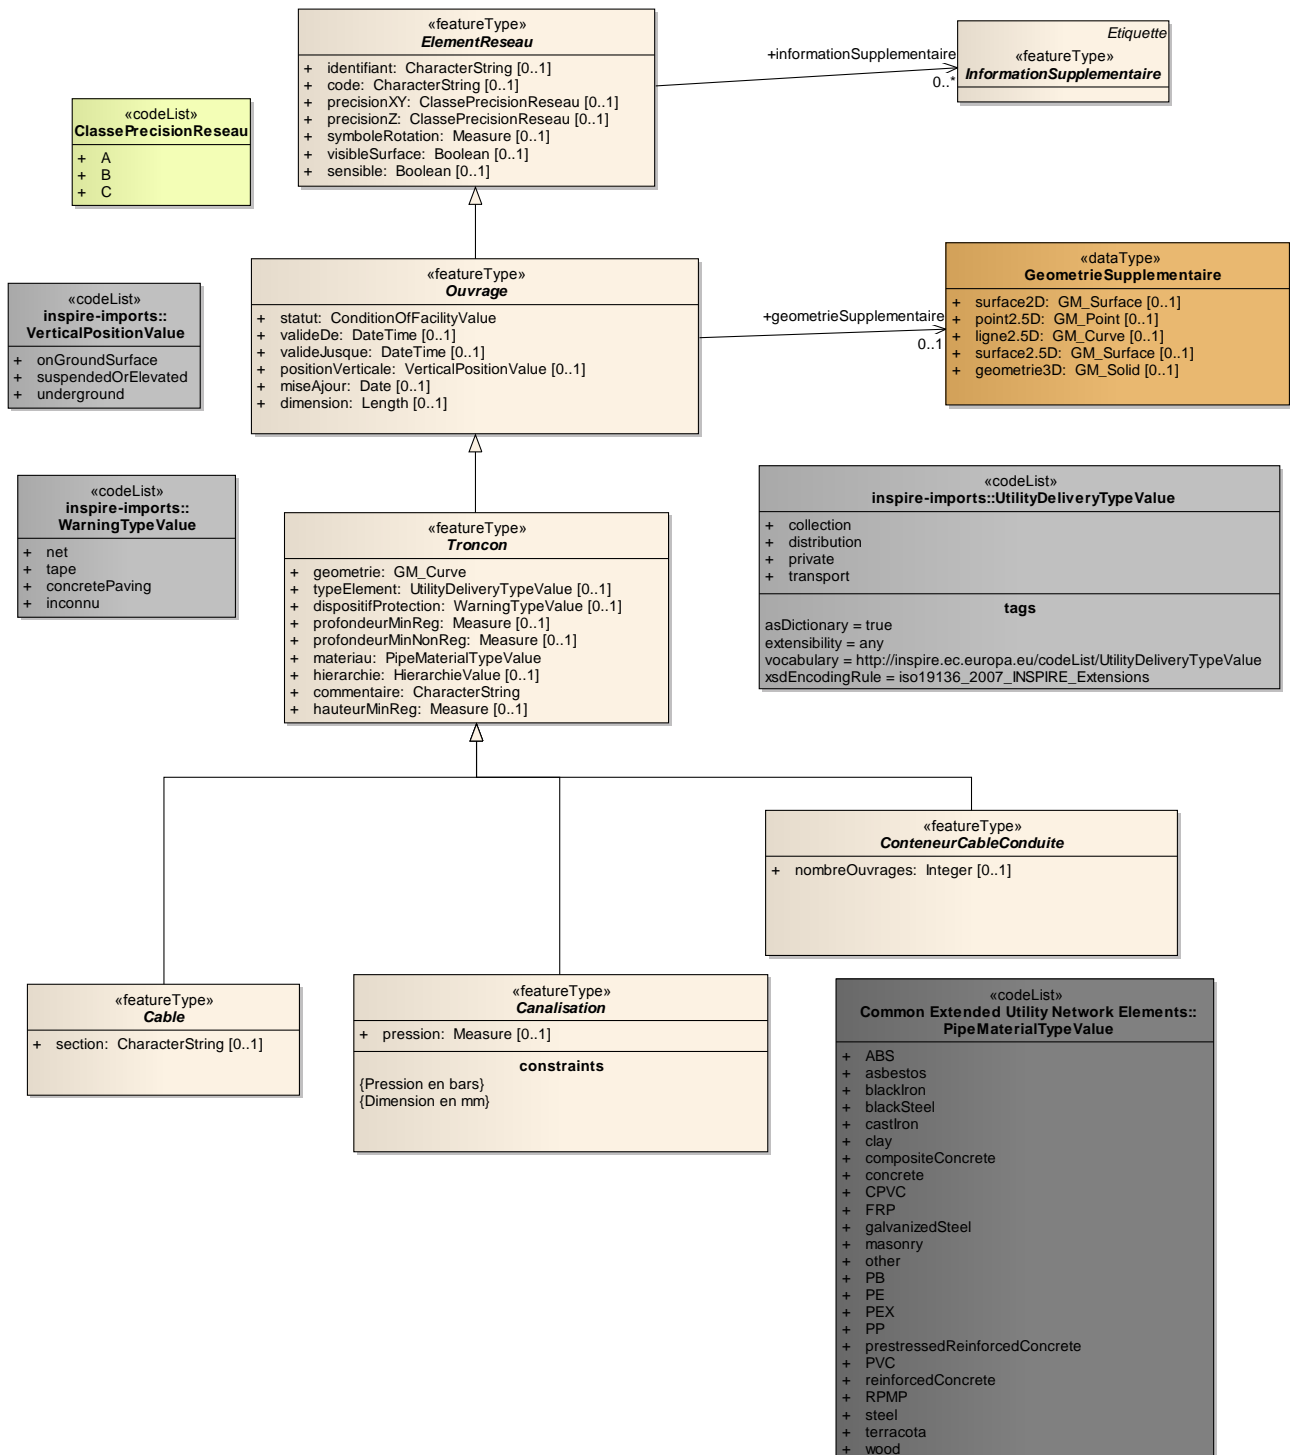 «featureType»
ElementReseau
+ identifiant: CharacterString [0..1]
+ code: CharacterString [0..1]
+ precisionXY: ClassePrecisionReseau [0..1]
+ precisionZ: ClassePrecisionReseau [0..1]
+ symboleRotation: Measure [0..1]
+ visibleSurface: Boolean [0..1]
+ sensible: Boolean [0..1]
+informationSupplementaire
0..*
Etiquette
«featureType»
InformationSupplementaire
«codeList»
ClassePrecisionReseau
+ A
+ B
+ C
«featureType»
Ouvrage
+ statut: ConditionOfFacilityValue
+ valideDe: DateTime [0..1]
+ valideJusque: DateTime [0..1]
+ positionVerticale: VerticalPositionValue [0..1]
+ miseAjour: Date [0..1]
+ dimension: Length [0..1]
+geometrieSupplementaire
0..1
«dataType»
GeometrieSupplementaire
+ surface2D: GM_Surface [0..1]
+ point2.5D: GM_Point [0..1]
+ ligne2.5D: GM_Curve [0..1]
+ surface2.5D: GM_Surface [0..1]
+ geometrie3D: GM_Solid [0..1]
«codeList»
inspire-imports::
VerticalPositionValue
+ onGroundSurface
+ suspendedOrElevated
+ underground
«codeList»
inspire-imports::
WarningTypeValue
+ net
+ tape
+ concretePaving
+ inconnu
«featureType»
Troncon
+ geometrie: GM_Curve
+ typeElement: UtilityDeliveryTypeValue [0..1]
+ dispositifProtection: WarningTypeValue [0..1]
+ profondeurMinReg: Measure [0..1]
+ profondeurMinNonReg: Measure [0..1]
+ materiau: PipeMaterialTypeValue
+ hierarchie: HierarchieValue [0..1]
+ commentaire: CharacterString
+ hauteurMinReg: Measure [0..1]
«codeList»
inspire-imports::UtilityDeliveryTypeValue
+ collection
+ distribution
+ private
+ transport
tags
asDictionary = true
extensibility = any
vocabulary = http://inspire.ec.europa.eu/codeList/UtilityDeliveryTypeValue
xsdEncodingRule = iso19136_2007_INSPIRE_Extensions
«featureType»
ConteneurCableConduite
+ nombreOuvrages: Integer [0..1]
«featureType»
Cable
+ section: CharacterString [0..1]
«featureType»
Canalisation
+ pression: Measure [0..1]
constraints
{Pression en bars}
{Dimension en mm}
«codeList»
Common Extended Utility Network Elements::
PipeMaterialTypeValue
+ ABS
+ asbestos
+ blackIron
+ blackSteel
+ castIron
+ clay
+ compositeConcrete
+ concrete
+ CPVC
+ FRP
+ galvanizedSteel
+ masonry
+ other
+ PB
+ PE
+ PEX
+ PP
+ prestressedReinforcedConcrete
+ PVC
+ reinforcedConcrete
+ RPMP
+ steel
+ terracota
+ wood